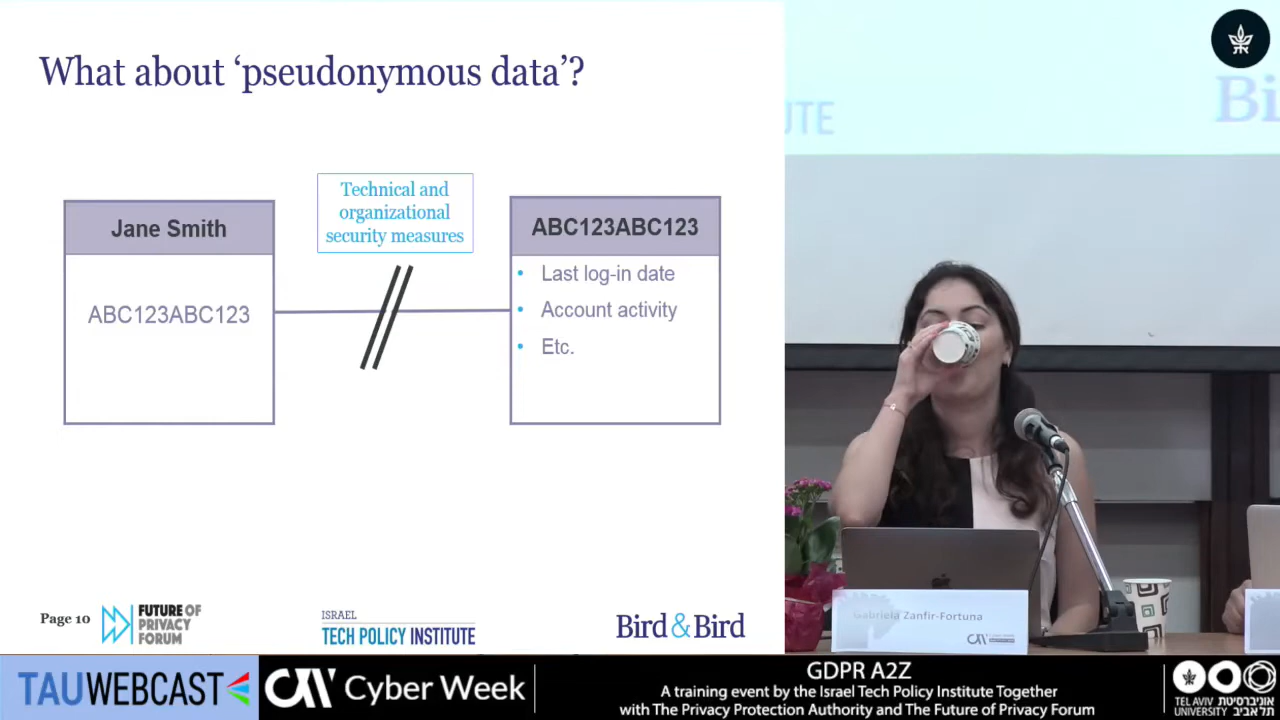 What about ‘pseudonymous data’?
Technical and
organizational
security measures
Jane Smith
ABC123ABC123
ABC123ABC123
• Last log-in date
• Account activity
• Etc.
Page 10
FUTURE OF
PRIVACY
FORUM
ISRAEL
TECH POLICY INSTITUTE
Bird&Bird
UTE
Bi
Gabriela Zanfir-Fortuna
TAUWEBCAST
Cyber Week
GDPR A2Z
A training event by the Israel Tech Policy Institute Together
with The Privacy Protection Authority and The Future of Privacy Forum
TEL AVIV אוניברסיטת
UNIVERSITY תל אביב